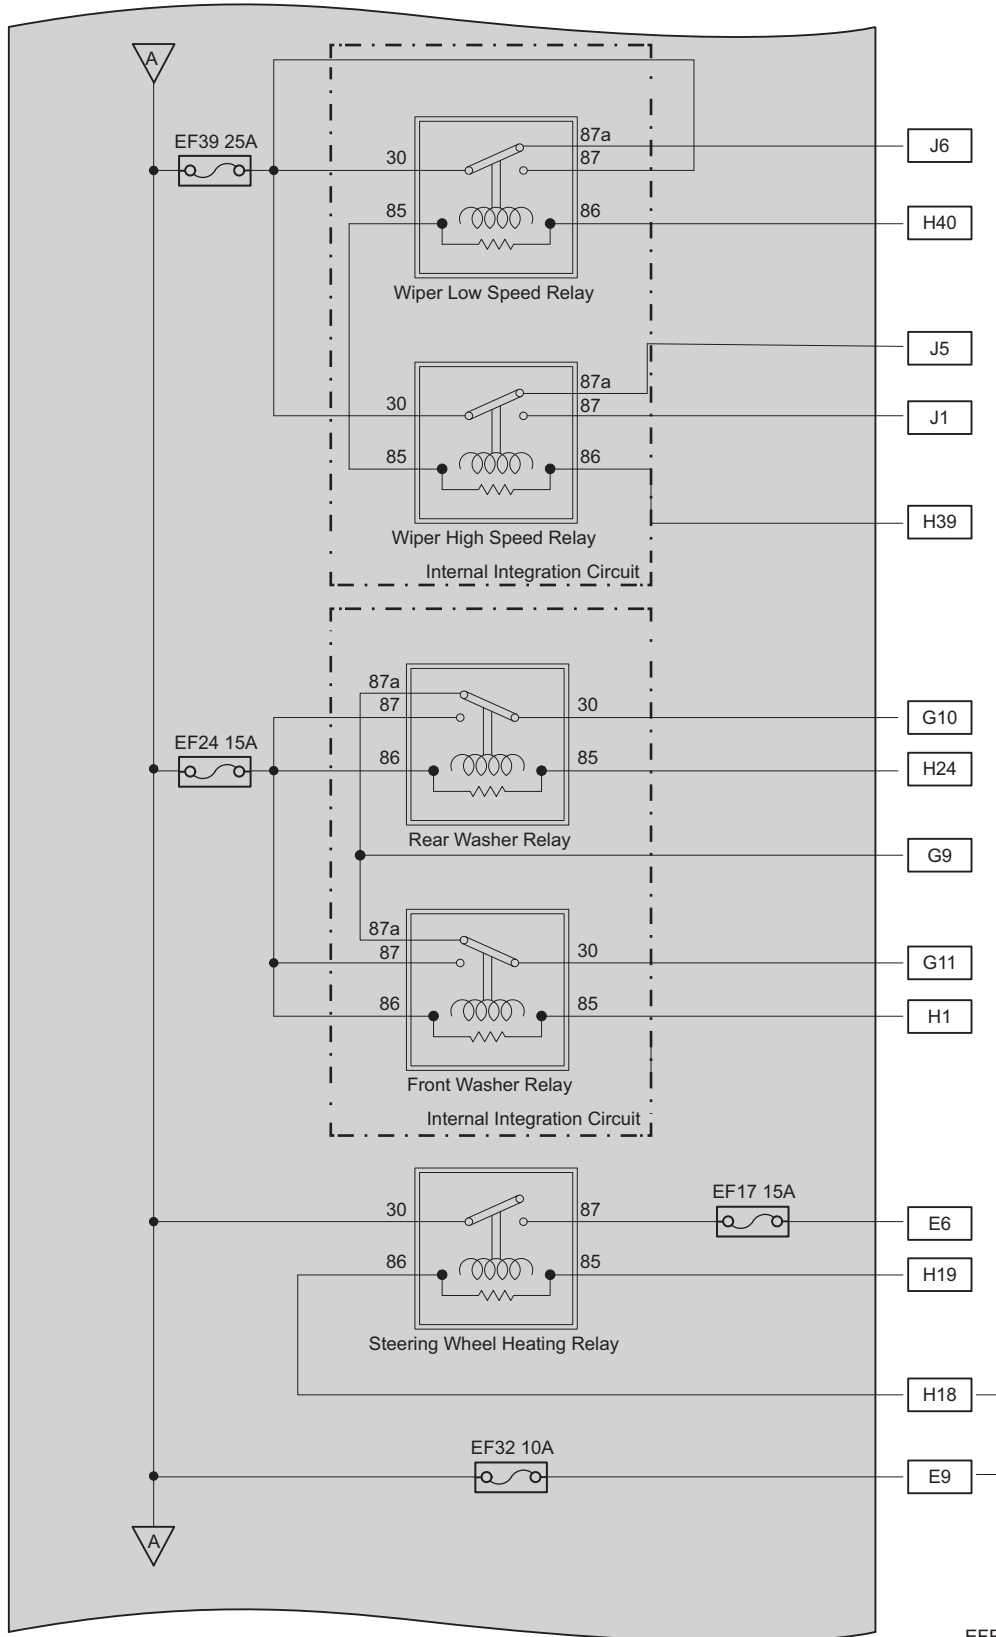 A
EF39 25A
30
87a
87
J6
85
86
H40
Wiper Low Speed Relay
J5
30
87a
87
J1
85
86
H39
Wiper High Speed Relay
Internal Integration Circuit
87a
87
30
G10
EF24 15A
86
85
H24
Rear Washer Relay
G9
87a
87
30
G11
86
85
H1
Front Washer Relay
Internal Integration Circuit
EF17 15A
30
87
E6
86
85
H19
Steering Wheel Heating Relay
H18
EF32 10A
E9
A